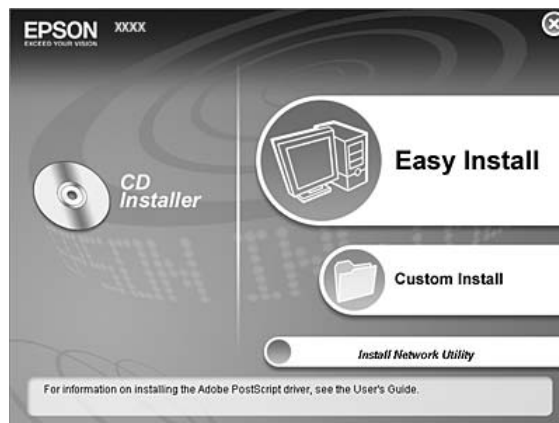 EPSON XXXX
EXCEED YOUR VISION
CD
Installer
Easy Install
Custom Install
Install Network Utility
For information on installing the Adobe PostScript driver, see the User's Guide.